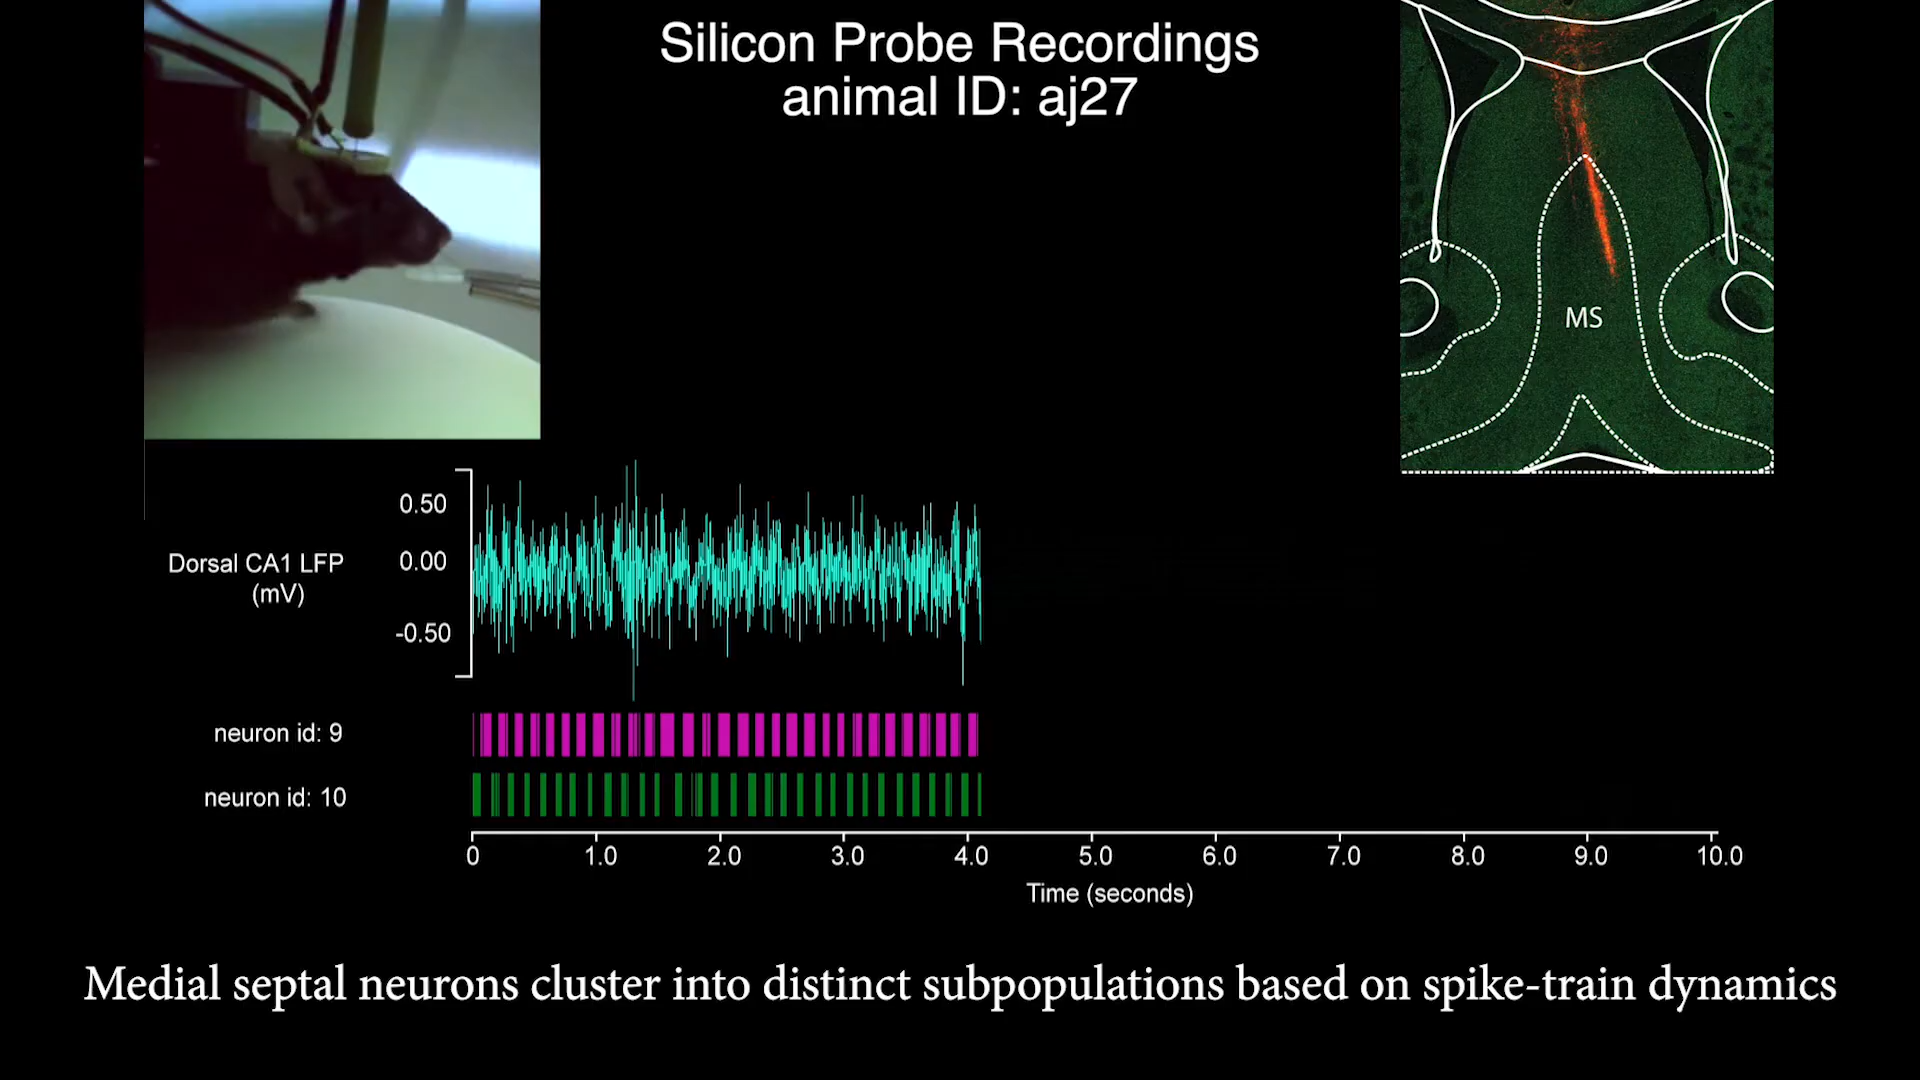 Silicon Probe Recordings
animal ID: aj27
MS
0.50
Dorsal CA1 LFP
(mV)
0.00
-0.50
neuron id: 9
neuron id: 10
0 1.0 2.0 3.0 4.0 5.0 6.0 7.0 8.0 9.0 10.0
Time (seconds)
Medial septal neurons cluster into distinct subpopulations based on spike-train dynamics